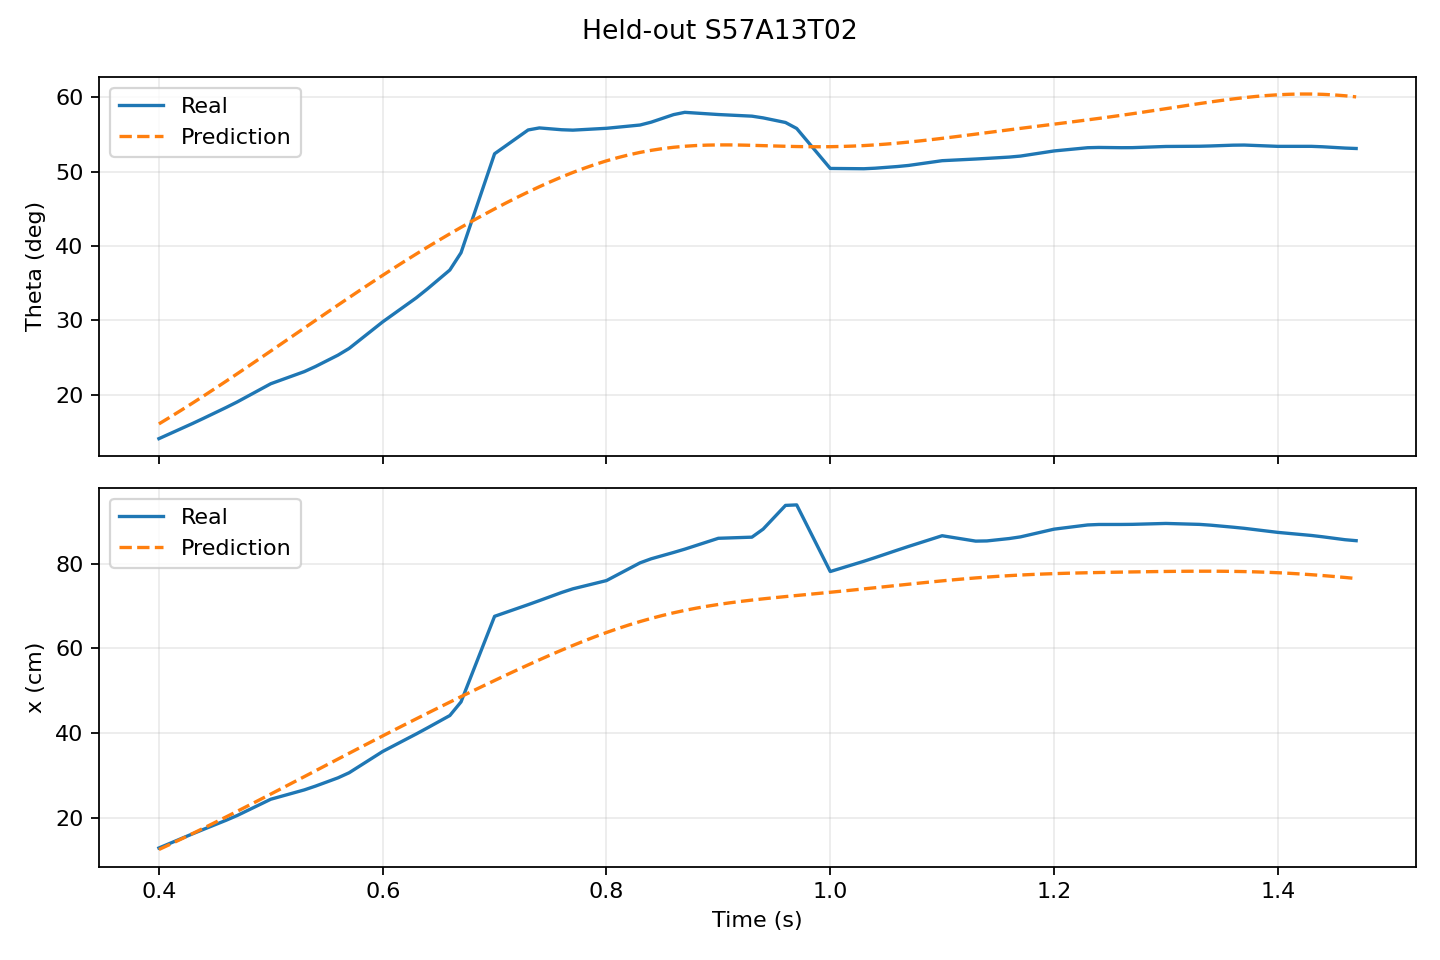 Held-out S57A13T02
Real
Prediction
Theta (deg)
60
50
40
30
20
Real
Prediction
x (cm)
80
60
40
20
0.4 0.6 0.8 1.0 1.2 1.4
Time (s)